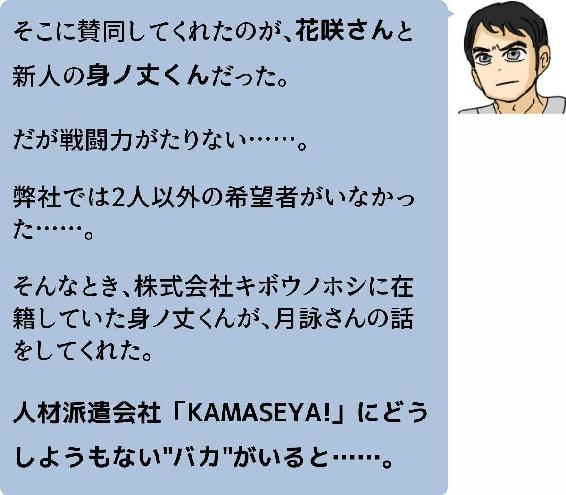 そこに賛同してくれたのが、花咲さんと
新人の身ノ丈くんだった。
だが戦闘力がたりない……。
弊社では2人以外の希望者がいなかっ
た……。
そんなとき、株式会社キボウノホシに在
籍していた身ノ丈くんが、月詠さんの話
をしてくれた。
人材派遣会社「KAMASEYA!」にどう
しようもない"バカ"がいると……。